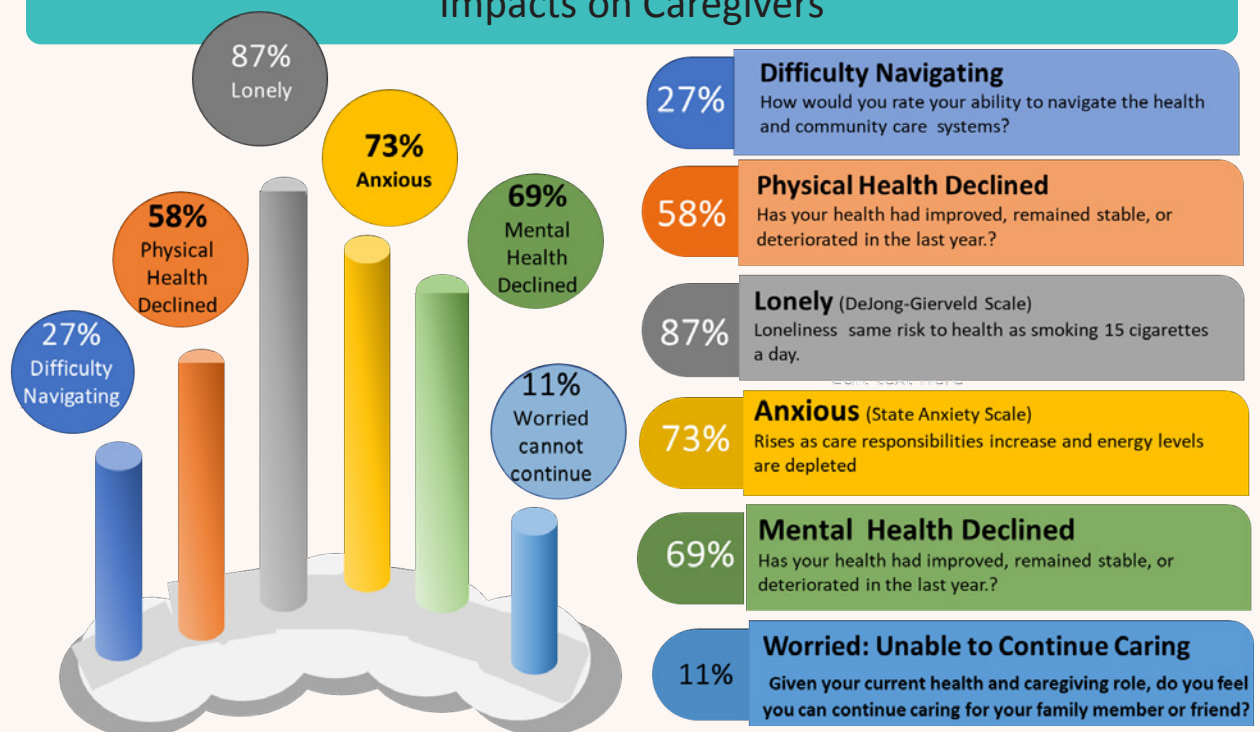 Impacts on Caregivers
87%
Lonely
73%
Anxious
69%
Mental
Health
Declined
58%
Physical
Health
Declined
27%
Difficulty
Navigating
11%
Worried
cannot
continue
27%
Difficulty Navigating
How would you rate your ability to navigate the health
and community care systems?
58%
Physical Health Declined
Has your health had improved, remained stable, or
deteriorated in the last year.?
87%
Lonely (DeJong-Gierveld Scale)
Loneliness same risk to health as smoking 15 cigarettes
a day.
73%
Anxious (State Anxiety Scale)
Rises as care responsibilities increase and energy levels
are depleted
69%
Mental Health Declined
Has your health had improved, remained stable, or
deteriorated in the last year.?
11%
Worried: Unable to Continue Caring
Given your current health and caregiving role, do you feel
you can continue caring for your family member or friend?